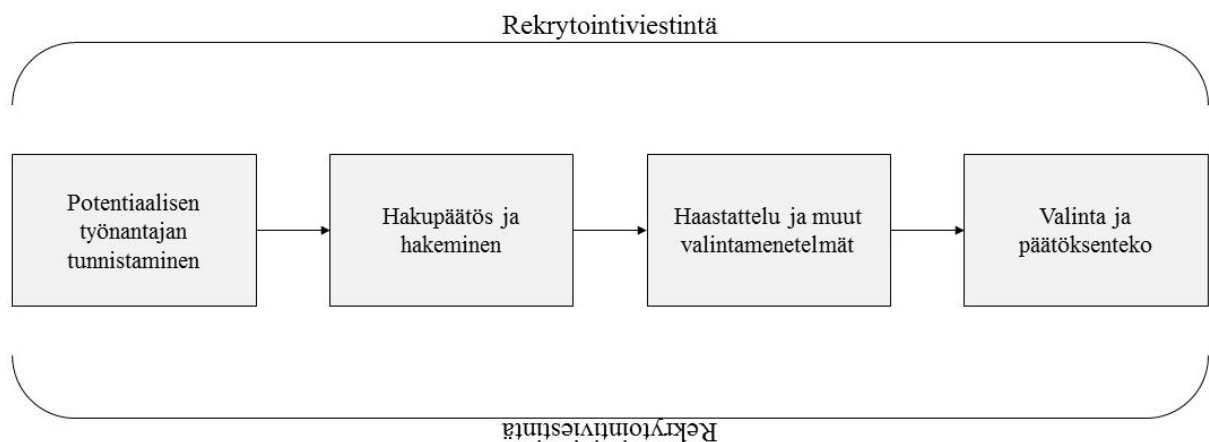 Rekrytointiviestintä
Potentiaalisen
työnantajan
tunnistaminen
Hakupäätös ja
hakeminen
Haastattelu ja muut
valintamenetelmät
Valinta ja
päätöksenteko
Rekrytointiviestintä